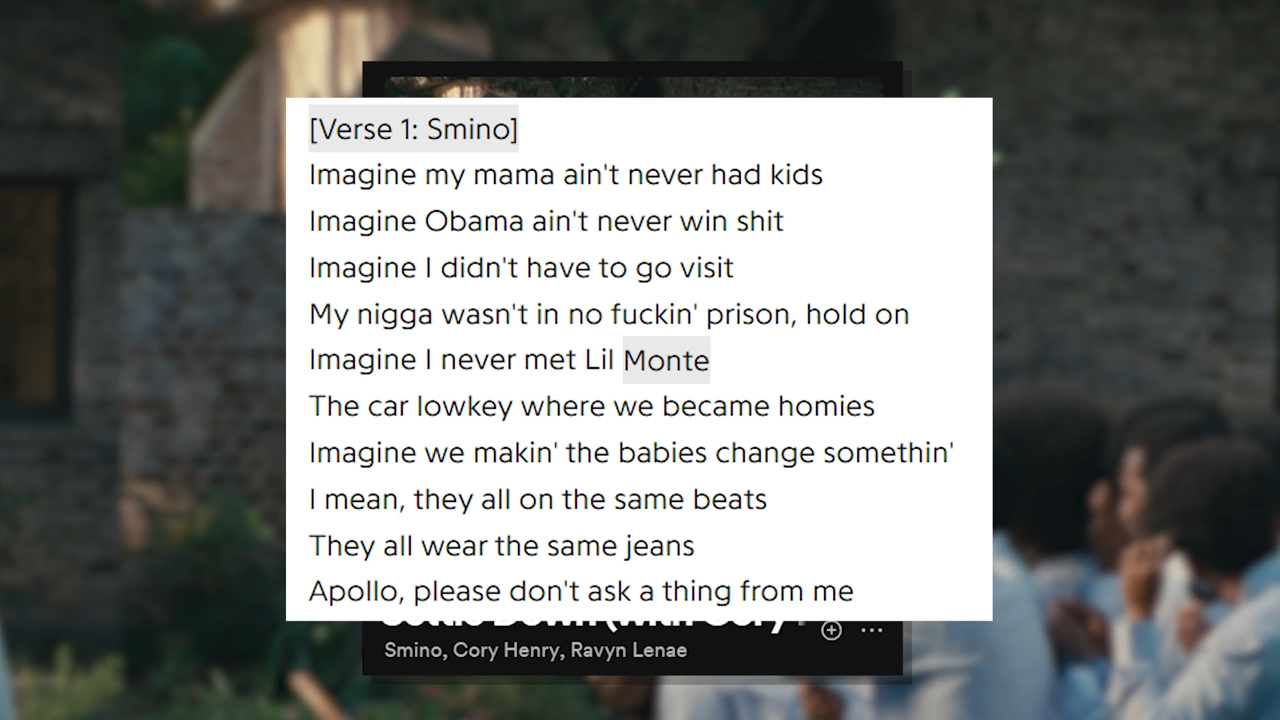 [Verse 1: Smino]
Imagine my mama ain't never had kids
Imagine Obama ain't never win shit
Imagine I didn't have to go visit
My nigga wasn't in no fuckin' prison, hold on
Imagine I never met Lil Monte
The car lowkey where we became homies
Imagine we makin' the babies change somethin'
I mean, they all on the same beats
They all wear the same jeans
Apollo, please don't ask a thing from me
Smino, Cory Henry, Ravyn Lenae